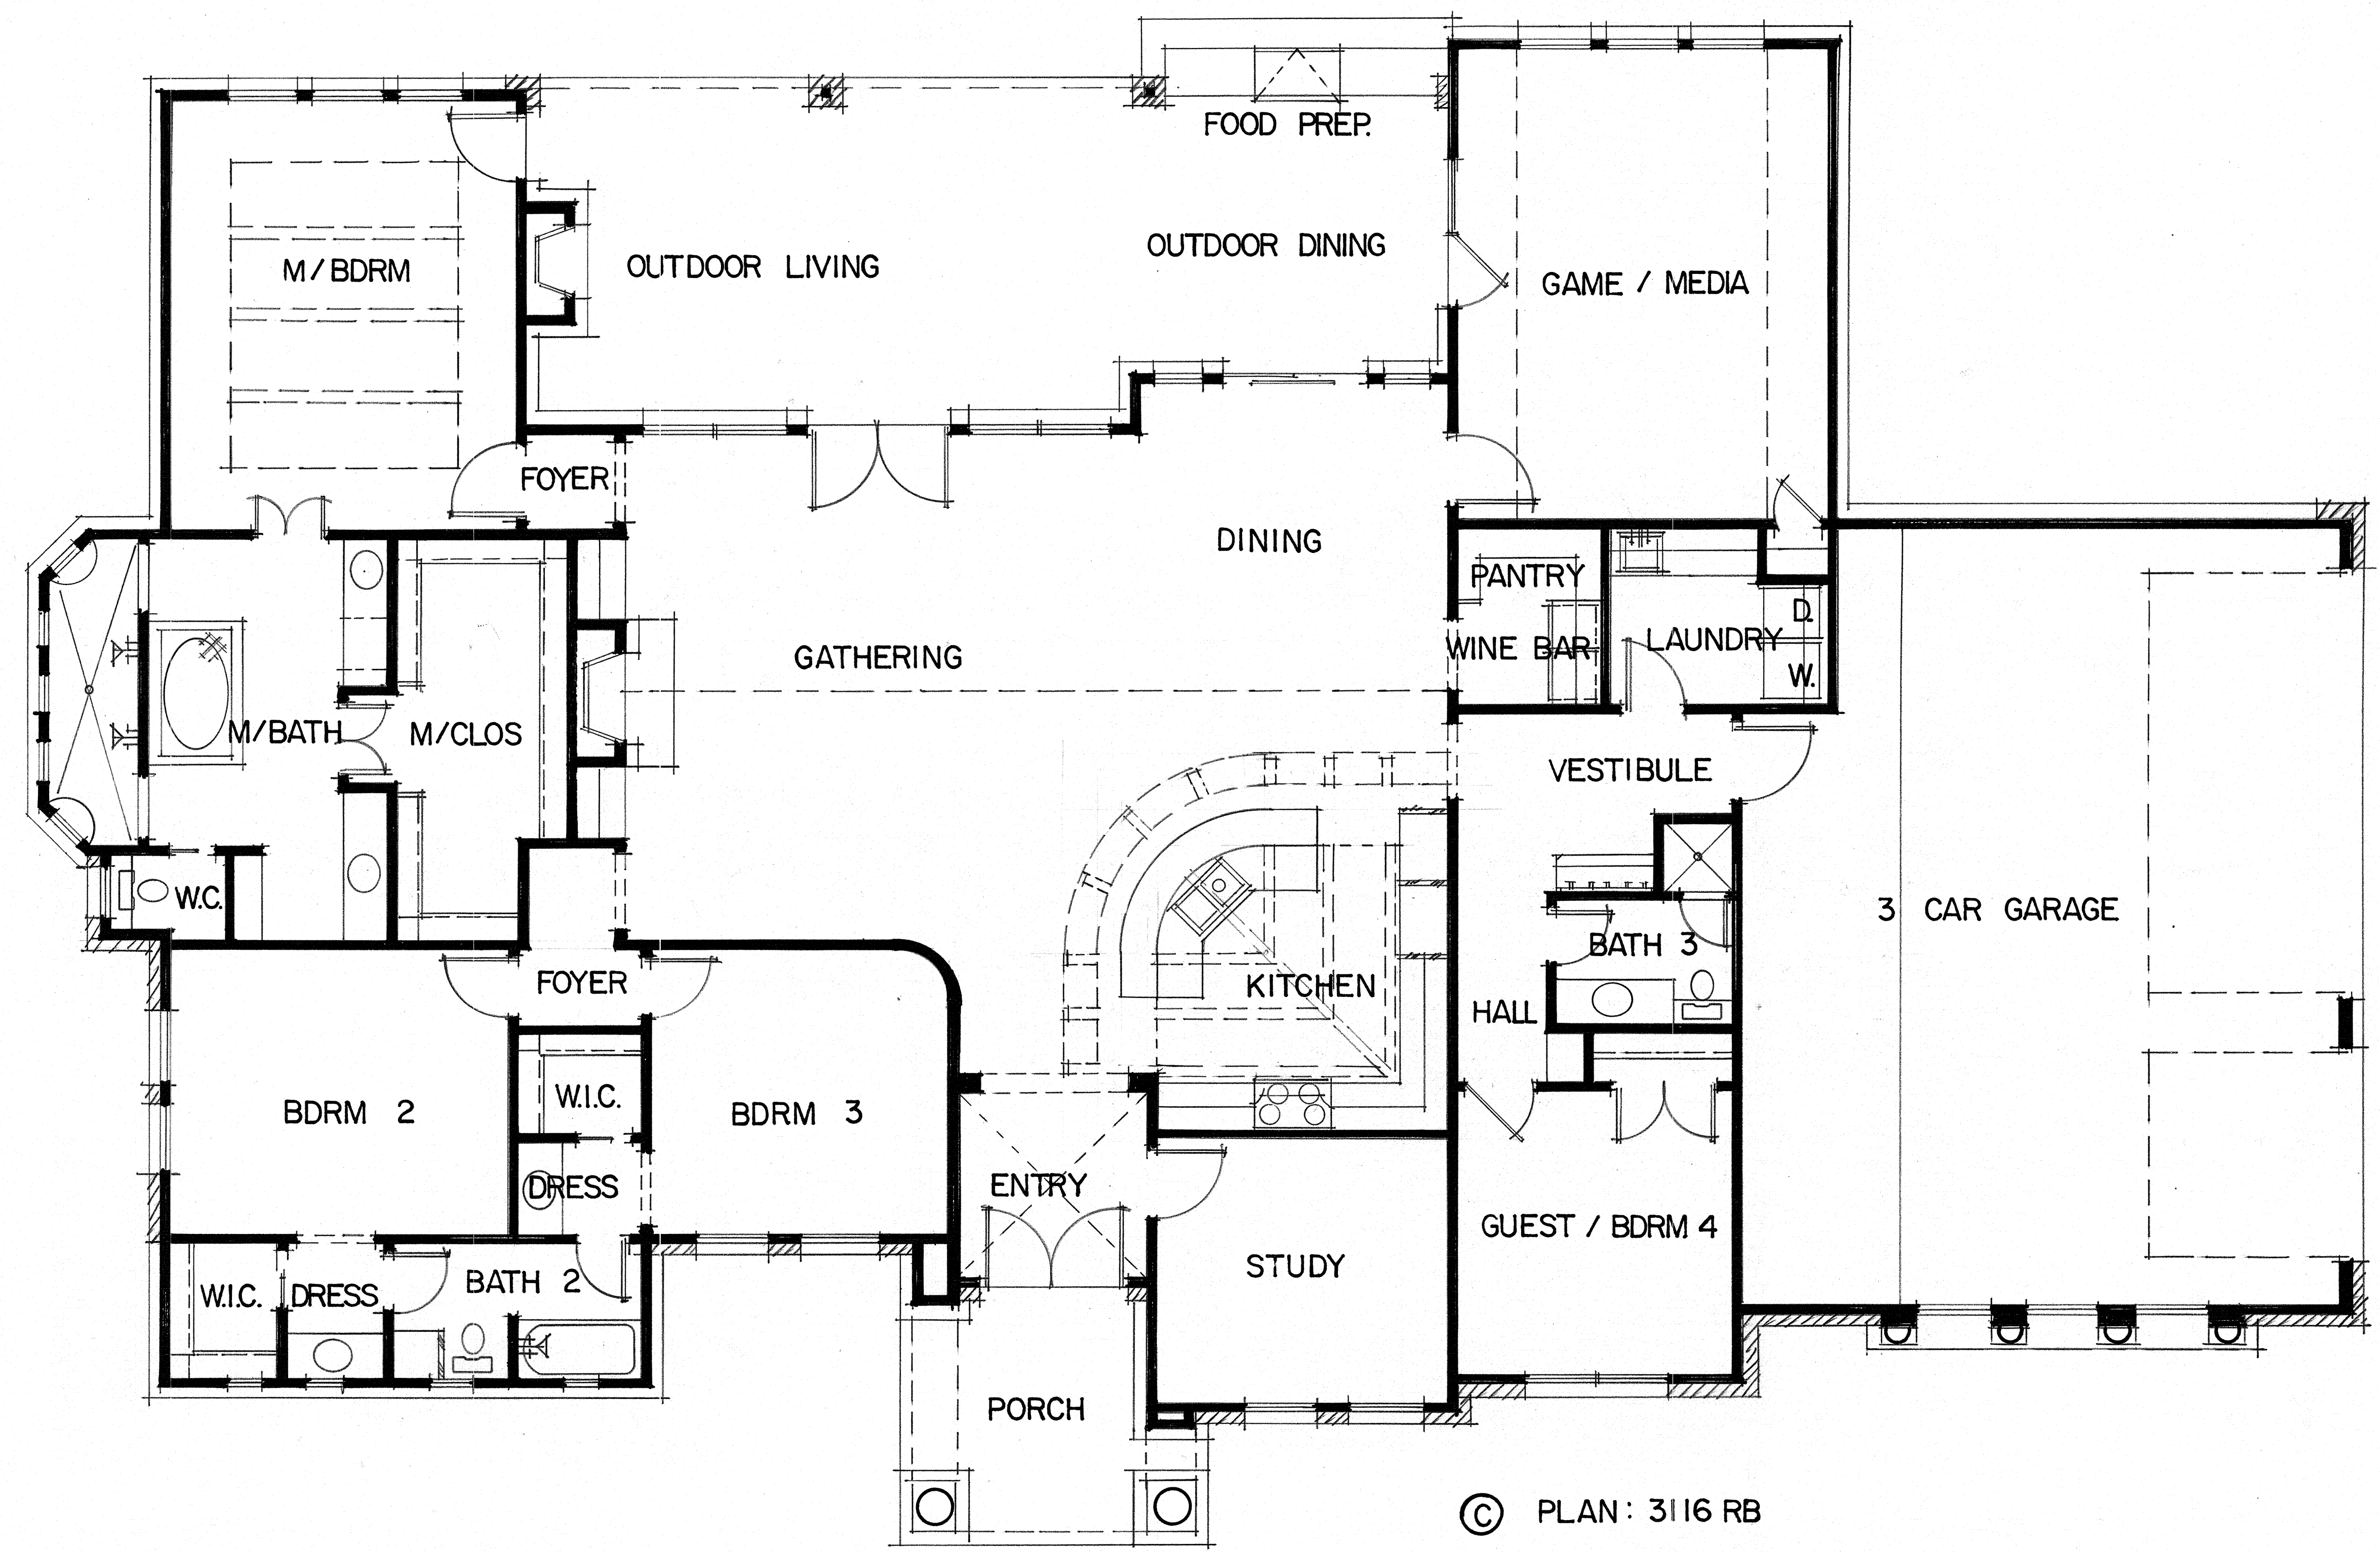 FOOD PREP.
OUTDOOR DINING
M/BDRM
OUTDOOR LIVING
GAME / MEDIA
FOYER
DINING
PANTRY
D.
WINE BAR
LAUNDRY
W.
GATHERING
M/BATH
M/CLOS
VESTIBULE
W.C.
3 CAR GARAGE
BATH 3
FOYER
KITCHEN
HALL
W.I.C.
BDRM 2
BDRM 3
DRESS
ENTRY
GUEST / BDRM 4
STUDY
BATH 2
W.I.C.
DRESS
PORCH
© PLAN: 3116 RB